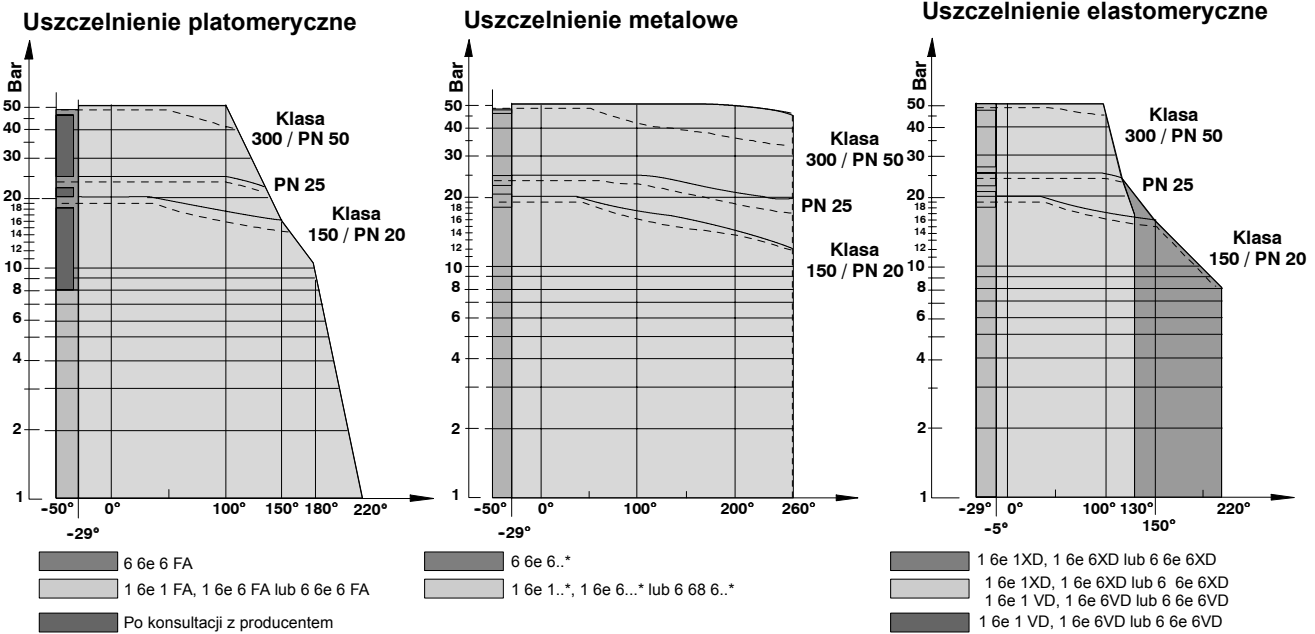 Uszczelnienie platomeryczne
Bar
50
40
30
20
18
16
14
12
10
8
6
4
2
1
-50°
-29°
0°
100°
150°
180°
220°
Klasa
300 / PN 50
PN 25
Klasa
150 / PN 20
6 6e 6 FA
1 6e 1 FA, 1 6e 6 FA lub 6 6e 6 FA
Po konsultacji z producentem
Uszczelnienie metalowe
Bar
50
40
30
20
18
16
14
12
10
8
6
4
2
1
-50°
-29°
0°
100°
200°
260°
Klasa
300 / PN 50
PN 25
Klasa
150 / PN 20
6 6e 6..*
1 6e 1..*, 1 6e 6...* lub 6 68 6..*
Uszczelnienie elastomeryczne
Bar
50
40
30
20
18
16
14
12
10
8
6
4
2
1
-29°
-5°
0°
100°
130°
150°
220°
Klasa
300 / PN 50
PN 25
Klasa
150 / PN 20
1 6e 1XD, 1 6e 6XD lub 6 6e 6XD
1 6e 1XD, 1 6e 6XD lub 6 6e 6XD
1 6e 1 VD, 1 6e 6VD lub 6 6e 6VD
1 6e 1 VD, 1 6e 6VD lub 6 6e 6VD